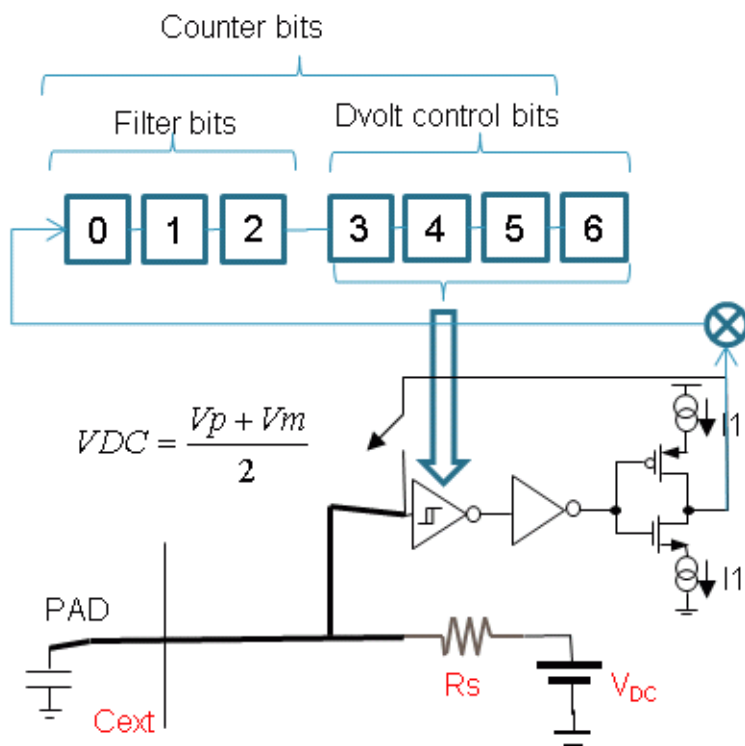 Counter bits
Filter bits
Dvolt control bits
0 1 2 3 4 5 6
VDC = (Vp + Vm) / 2
I1
I1
PAD
Cext
Rs
VDC